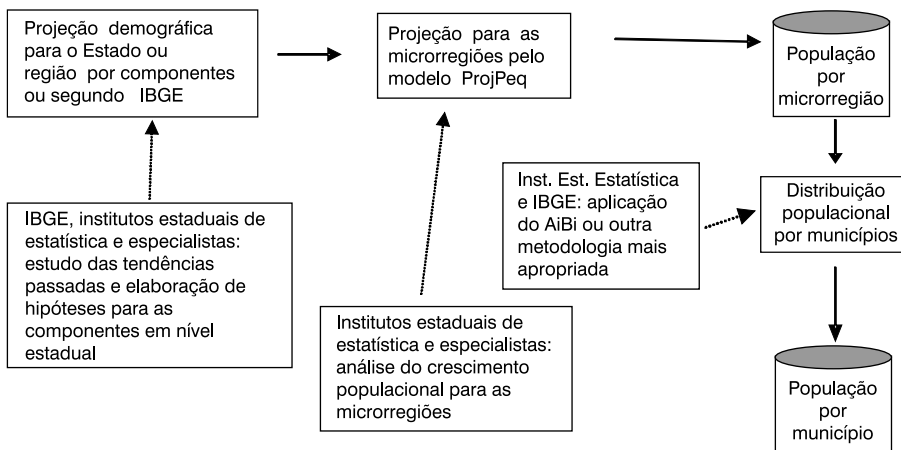 Projeção demográfica
para o Estado ou
região por componentes
ou segundo IBGE
Projeção para as
microrregiões pelo
modelo ProjPeq
População
por
microrregião
IBGE, institutos estaduais de
estatística e especialistas:
estudo das tendências
passadas e elaboração de
hipóteses para as
componentes em nível
estadual
Institutos estaduais de
estatística e especialistas:
análise do crescimento
populacional para as
microrregiões
Inst. Est. Estatística
e IBGE: aplicação
do AiBi ou outra
metodologia mais
apropriada
Distribuição
populacional
por municípios
População
por
município